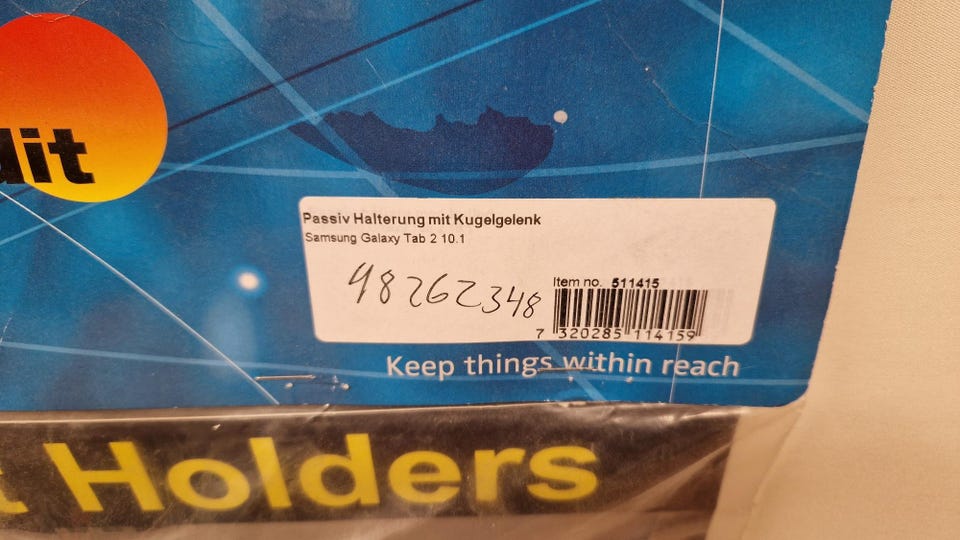 dit
Passiv Halterung mit Kugelgelenk
Samsung Galaxy Tab 2 10.1
98262348
Item no. 511415
7 320285 114159
Keep things within reach
t Holders